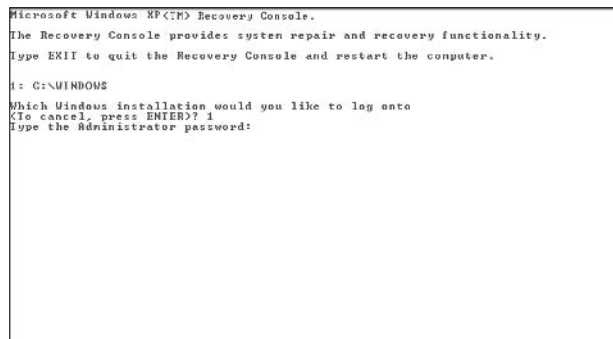 Microsoft Windows XP<TM> Recovery Console.
The Recovery Console provides system repair and recovery functionality.
Type EXIT to quit the Recovery Console and restart the computer.
1: C:\WINDOWS
Which Windows installation would you like to log onto
<To cancel, press ENTER>? 1
Type the Administrator password: